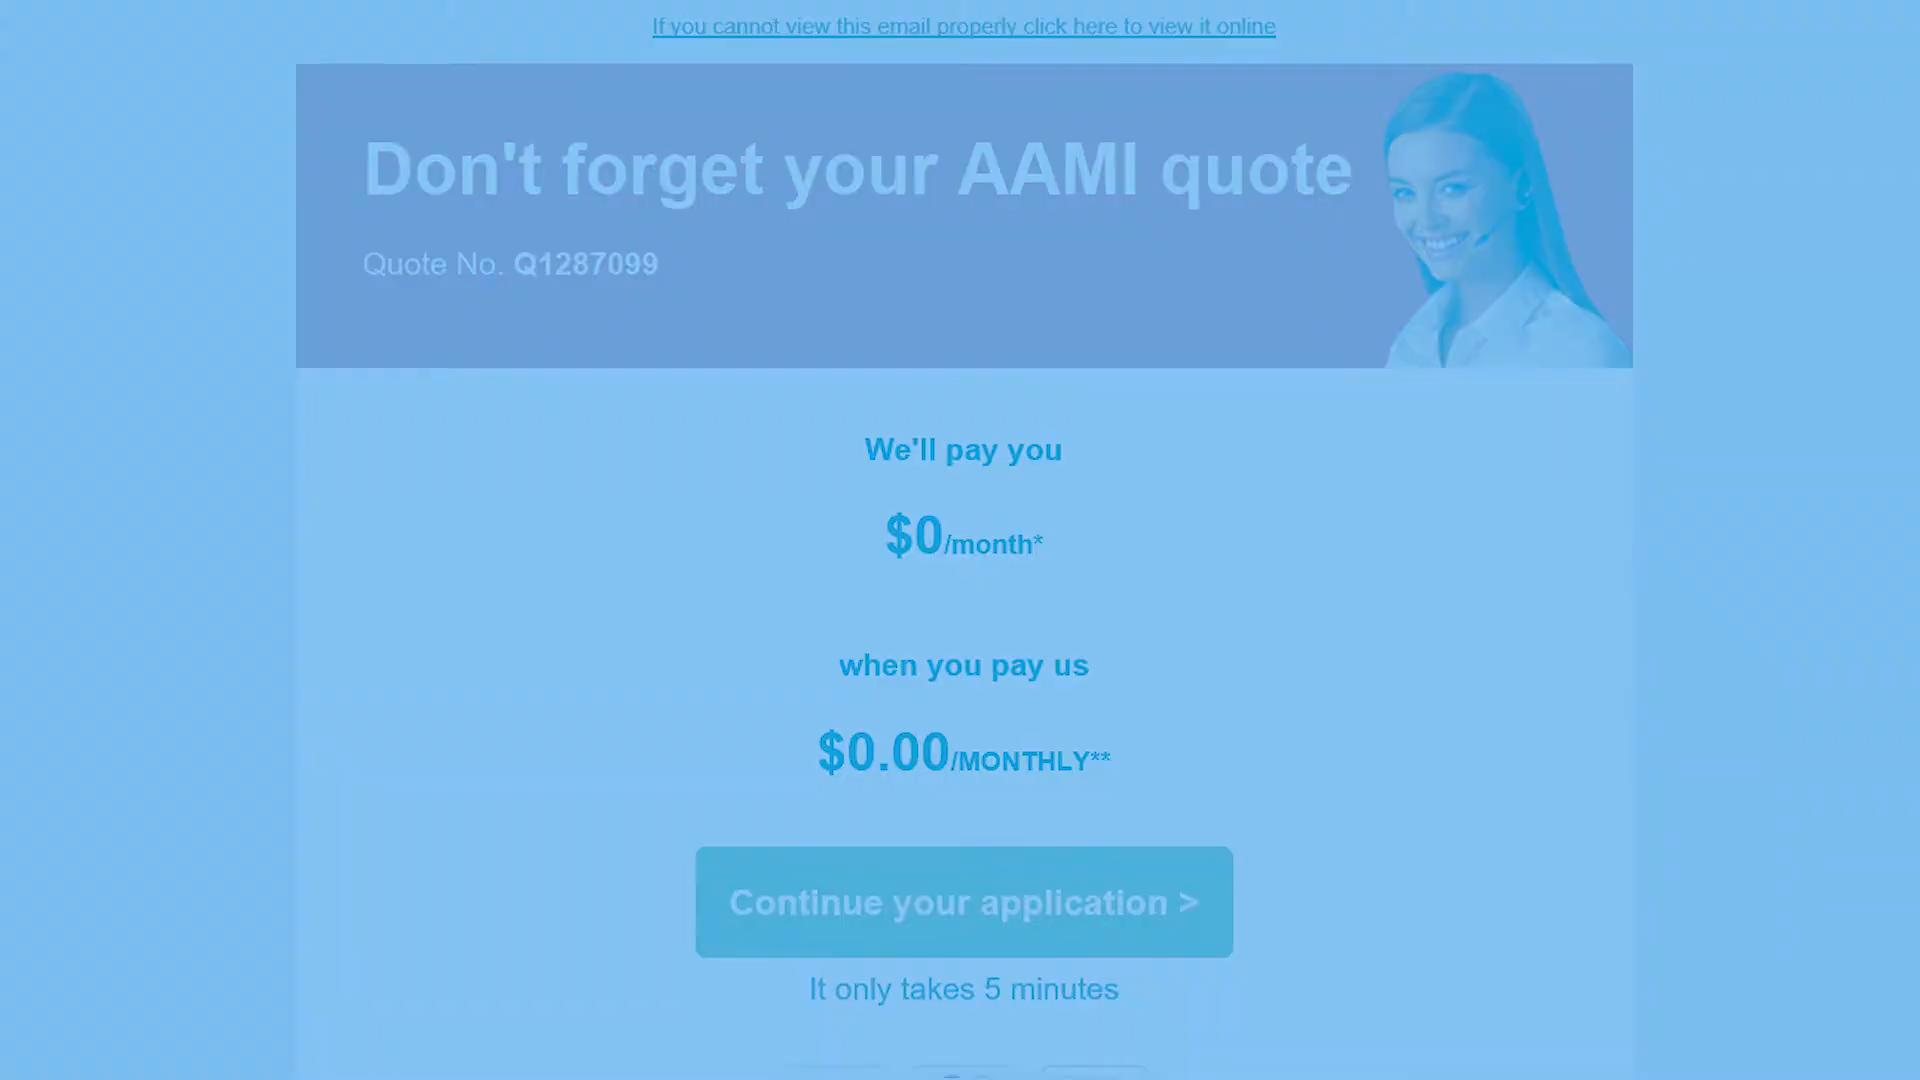 If you cannot view this email properly click here to view it online
Don't forget your AAMI quote
Quote No. Q1287099
We'll pay you
$0/month*
when you pay us
$0.00/MONTHLY**
Continue your application >
It only takes 5 minutes